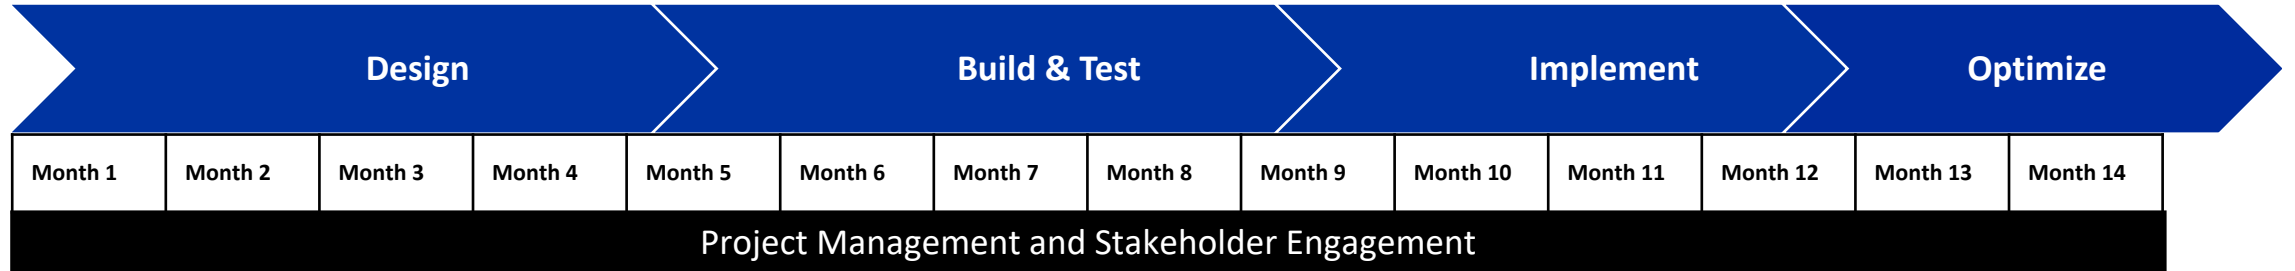 Design Build & Test Implement Optimize
Month 1 Month 2 Month 3 Month 4 Month 5 Month 6 Month 7 Month 8 Month 9 Month 10 Month 11 Month 12 Month 13 Month 14
Project Management and Stakeholder Engagement